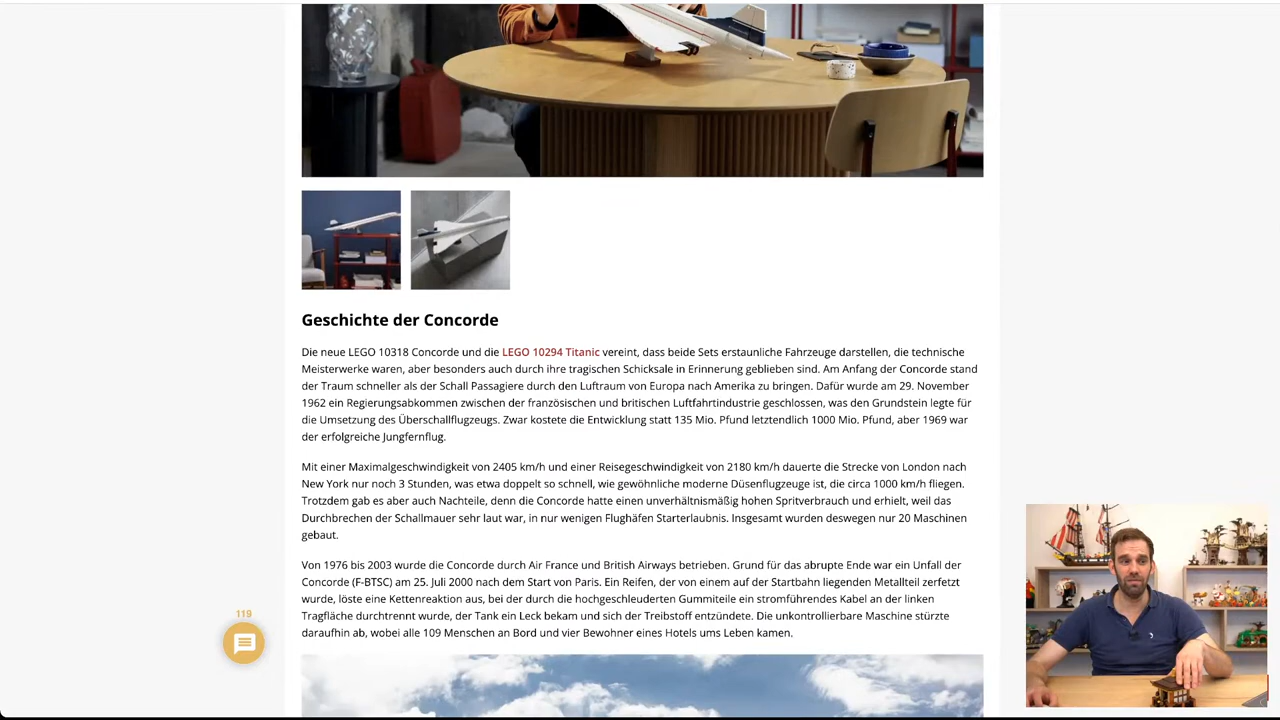 Geschichte der Concorde
Die neue LEGO 10318 Concorde und die LEGO 10294 Titanic vereint, dass beide Sets erstaunliche Fahrzeuge darstellen, die technische
Meisterwerke waren, aber besonders auch durch ihre tragischen Schicksale in Erinnerung geblieben sind. Am Anfang der Concorde stand
der Traum schneller als der Schall Passagiere durch den Luftraum von Europa nach Amerika zu bringen. Dafür wurde am 29. November
1962 ein Regierungsabkommen zwischen der französischen und britischen Luftfahrtindustrie geschlossen, was den Grundstein legte für
die Umsetzung des Überschallflugzeugs. Zwar kostete die Entwicklung statt 135 Mio. Pfund letztendlich 1000 Mio. Pfund, aber 1969 war
der erfolgreiche Jungfernflug.
Mit einer Maximalgeschwindigkeit von 2405 km/h und einer Reisegeschwindigkeit von 2180 km/h dauerte die Strecke von London nach
New York nur noch 3 Stunden, was etwa doppelt so schnell, wie gewöhnliche moderne Düsenflugzeuge ist, die circa 1000 km/h fliegen.
Trotzdem gab es aber auch Nachteile, denn die Concorde hatte einen unverhältnismäßig hohen Spritverbrauch und erhielt, weil das
Durchbrechen der Schallmauer sehr laut war, in nur wenigen Flughäfen Starterlaubnis. Insgesamt wurden deswegen nur 20 Maschinen
gebaut.
Von 1976 bis 2003 wurde die Concorde durch Air France und British Airways betrieben. Grund für das abrupte Ende war ein Unfall der
Concorde (F-BTSC) am 25. Juli 2000 nach dem Start von Paris. Ein Reifen, der von einem auf der Startbahn liegenden Metallteil zerfetzt
wurde, löste eine Kettenreaktion aus, bei der durch die hochgeschleuderten Gummiteile ein stromführendes Kabel an der linken
Tragfläche durchtrennt wurde, der Tank ein Leck bekam und sich der Treibstoff entzündete. Die unkontrollierbare Maschine stürzte
daraufhin ab, wobei alle 109 Menschen an Bord und vier Bewohner eines Hotels ums Leben kamen.
119